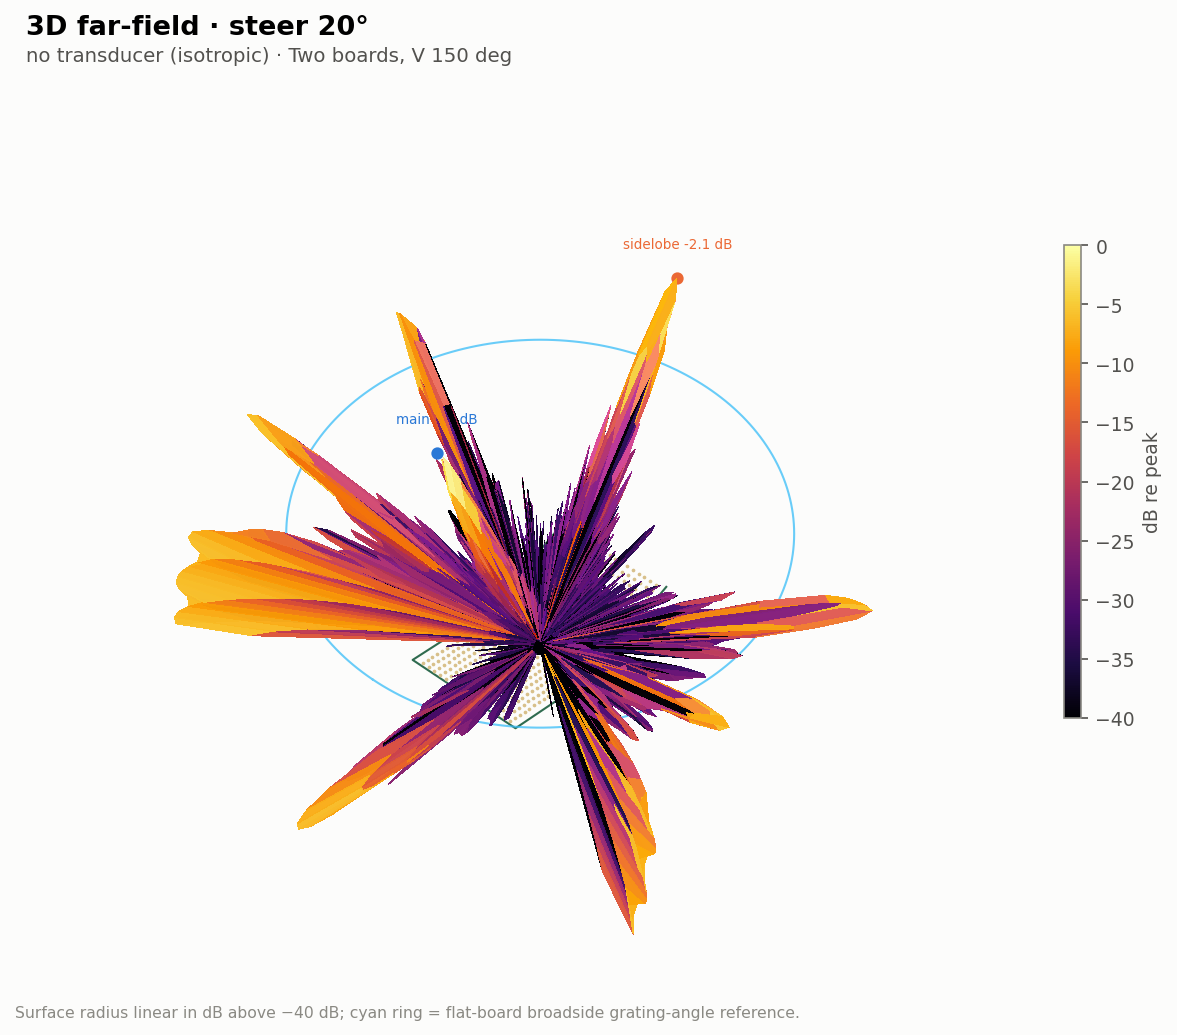 3D far-field · steer 20°
no transducer (isotropic) · Two boards, V 150 deg
sidelobe -2.1 dB
main dB
0
−5
−10
−15
−20
−25
−30
−35
−40
dB re peak
Surface radius linear in dB above −40 dB; cyan ring = flat-board broadside grating-angle reference.